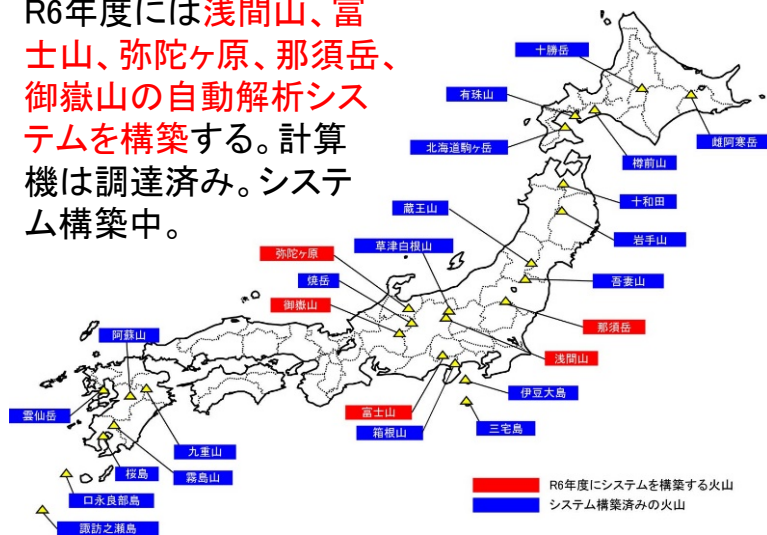 R6年度には浅間山、富
士山、弥陀ヶ原、那須岳、
御嶽山の自動解析シス
テムを構築する。計算
機は調達済み。システ
ム構築中。
十勝岳
有珠山
北海道駒ヶ岳
樽前山
雌阿寒岳
十和田
蔵王山
岩手山
草津白根山
弥陀ヶ原
焼岳
吾妻山
御嶽山
那須岳
阿蘇山
浅間山
伊豆大島
雲仙岳
富士山
三宅島
箱根山
九重山
桜島
霧島山
口永良部島
諏訪之瀬島
R6年度にシステムを構築する火山
システム構築済みの火山